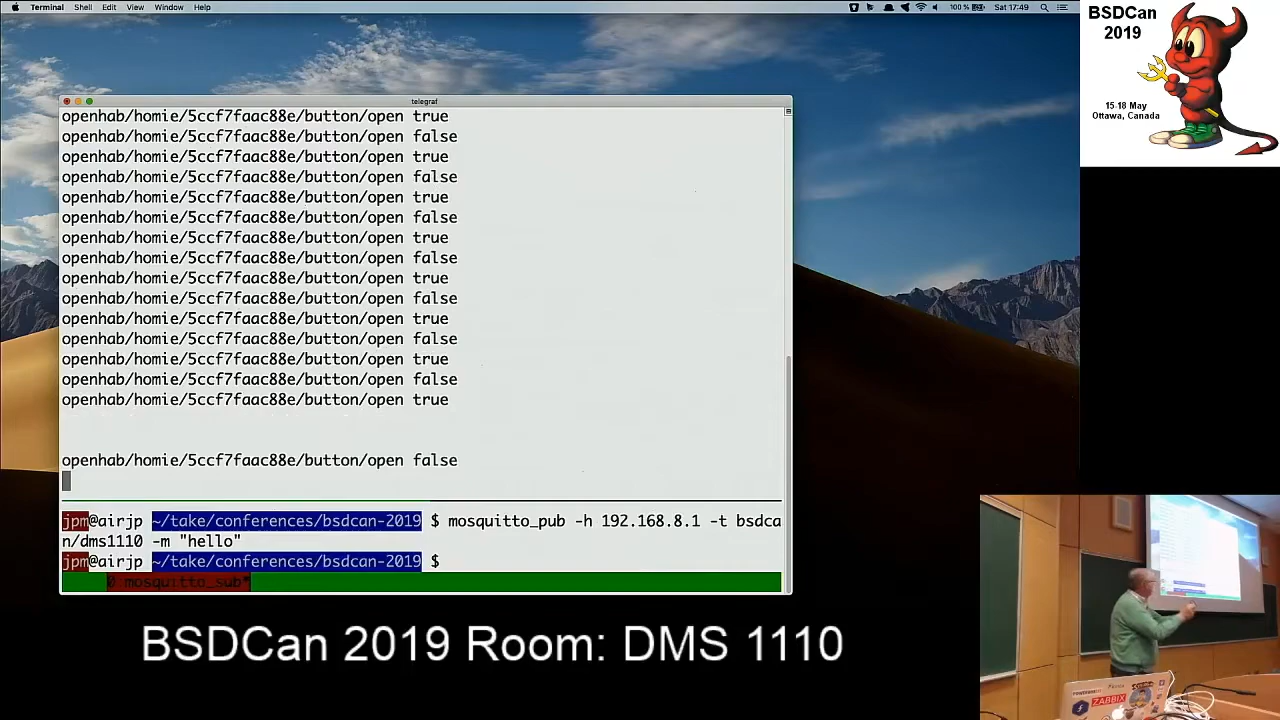 Terminal Shell Edit View Window Help
100 % Sat 17:49
telegraf
openhab/homie/5ccf7faac88e/button/open true
openhab/homie/5ccf7faac88e/button/open false
openhab/homie/5ccf7faac88e/button/open true
openhab/homie/5ccf7faac88e/button/open false
openhab/homie/5ccf7faac88e/button/open true
openhab/homie/5ccf7faac88e/button/open false
openhab/homie/5ccf7faac88e/button/open true
openhab/homie/5ccf7faac88e/button/open false
openhab/homie/5ccf7faac88e/button/open true
openhab/homie/5ccf7faac88e/button/open false
openhab/homie/5ccf7faac88e/button/open true
openhab/homie/5ccf7faac88e/button/open false
openhab/homie/5ccf7faac88e/button/open true
openhab/homie/5ccf7faac88e/button/open false
openhab/homie/5ccf7faac88e/button/open true
openhab/homie/5ccf7faac88e/button/open false
jpm@airjp ~/take/conferences/bsdcan-2019 $ mosquitto_pub -h 192.168.8.1 -t bsdca
n/dms1110 -m "hello"
jpm@airjp ~/take/conferences/bsdcan-2019 $
0 mosquitto_sub*
BSDCan
2019
15-18 May
Ottawa, Canada
ZABBIX
BSDCan 2019 Room: DMS 1110